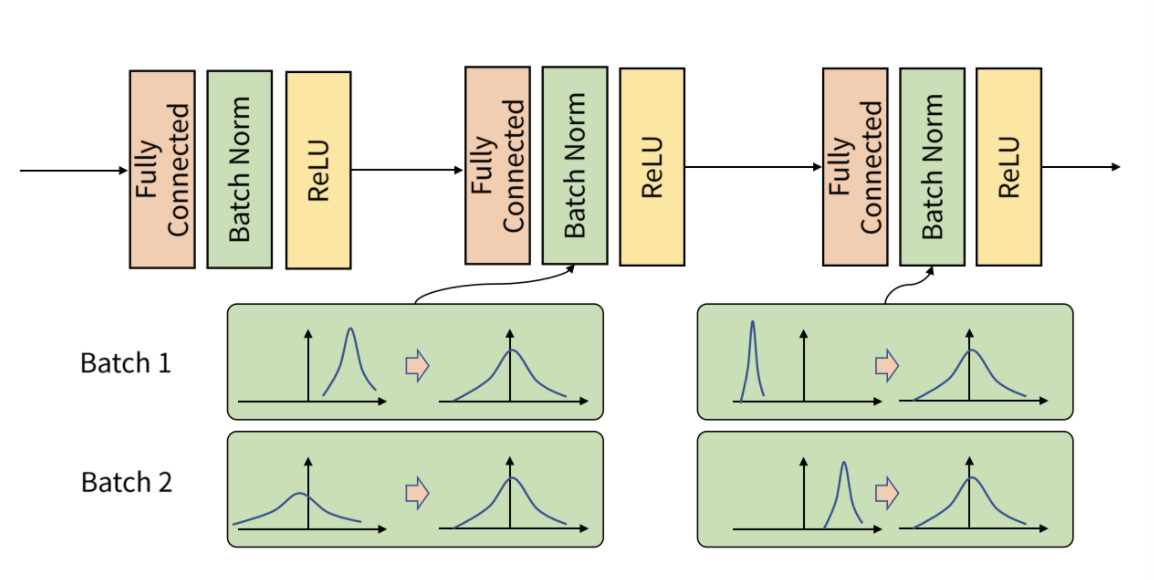 Fully
Connected
Batch Norm
ReLU
Fully
Connected
Batch Norm
ReLU
Fully
Connected
Batch Norm
ReLU
Batch 1
Batch 2